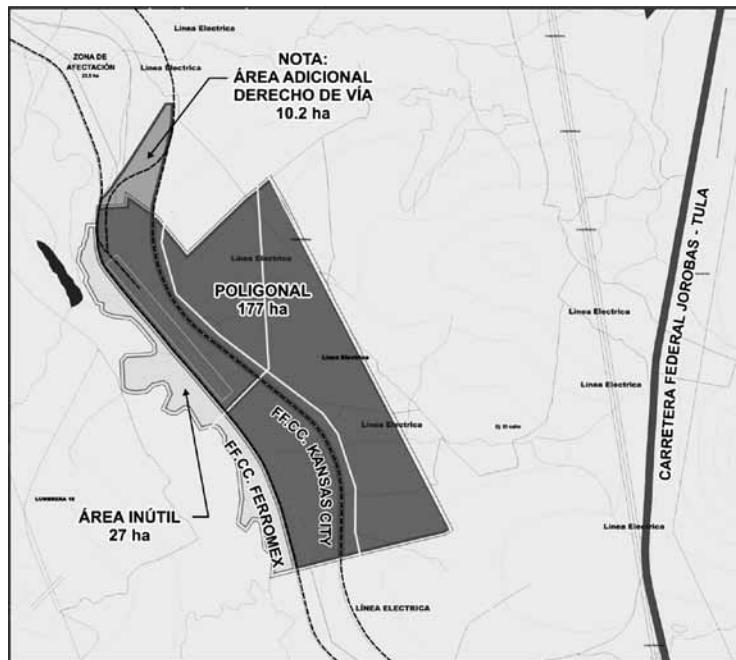 Linea Electrica
ZONA DE
AFECTACIÓN
Linea Electrica
NOTA:
ÁREA ADICIONAL
DERECHO DE VÍA
10.2 ha
Linea Electrica
Linea Electrica
POLIGONAL
177 ha
Linea Electrica
Linea Electrica
Linea Electrica
Linea Electrica
FF.CC. KANSAS CITY
FF.CC. FERROMEX
LUMBRERA 10
ÁREA INÚTIL
27 ha
Linea Electrica
LÍNEA ELECTRICA
CARRETERA FEDERAL JOROBAS - TULA